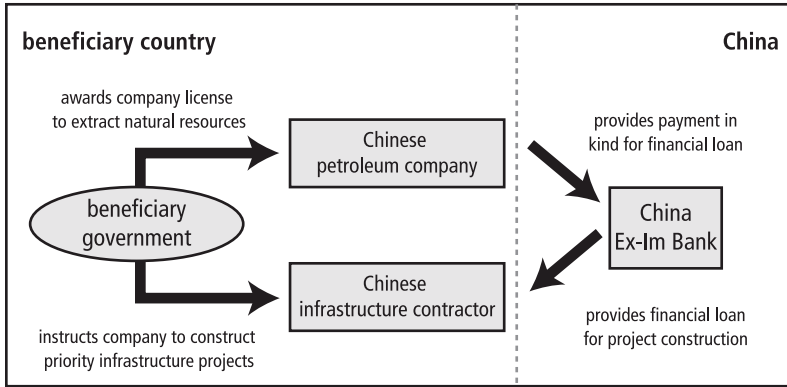 beneficiary country
China
awards company license
to extract natural resources
Chinese
petroleum company
provides payment in
kind for financial loan
beneficiary
government
China
Ex-Im Bank
Chinese
infrastructure contractor
instructs company to construct
priority infrastructure projects
provides financial loan
for project construction